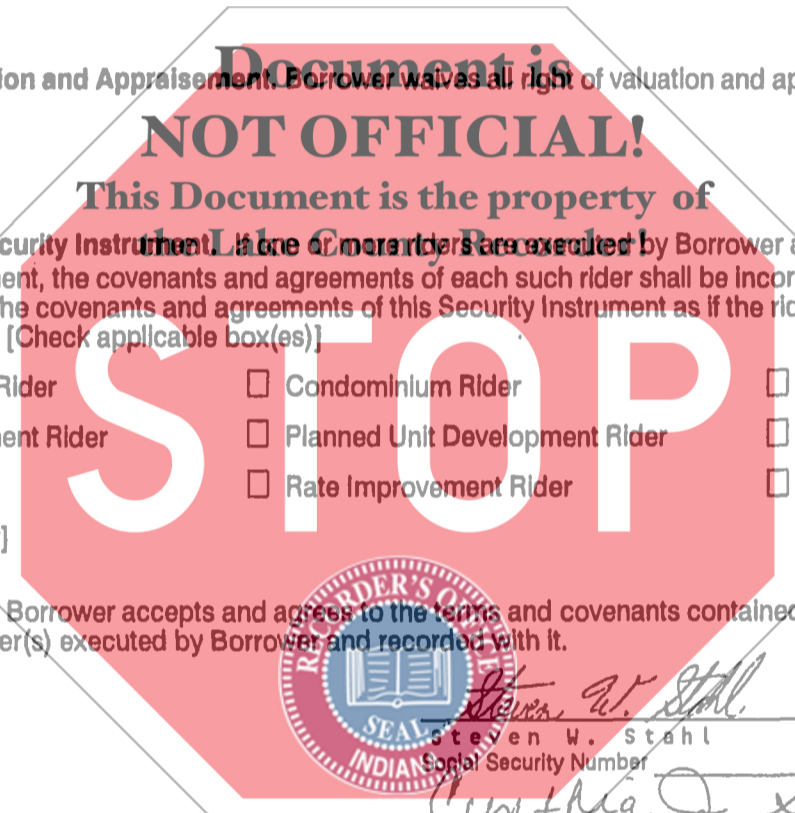 Document is
ion and Appraisement. Borrower waives all right of valuation and ap
NOT OFFICIAL!
This Document is the property of
the Lake County Recorder!
curity Instrument. If one or more riders are executed by Borrower a
ent, the covenants and agreements of each such rider shall be incor
he covenants and agreements of this Security Instrument as if the rid
[Check applicable box(es)]
STOP
Rider
Condominium Rider
ent Rider
Planned Unit Development Rider
Rate Improvement Rider
]
Borrower accepts and agrees to the terms and covenants contained
er(s) executed by Borrower and recorded with it.
RECORDER'S OFFICE
SEAL
INDIANA
Steven W. Stahl
Steven W. Stahl
Social Security Number
Cynthia J.